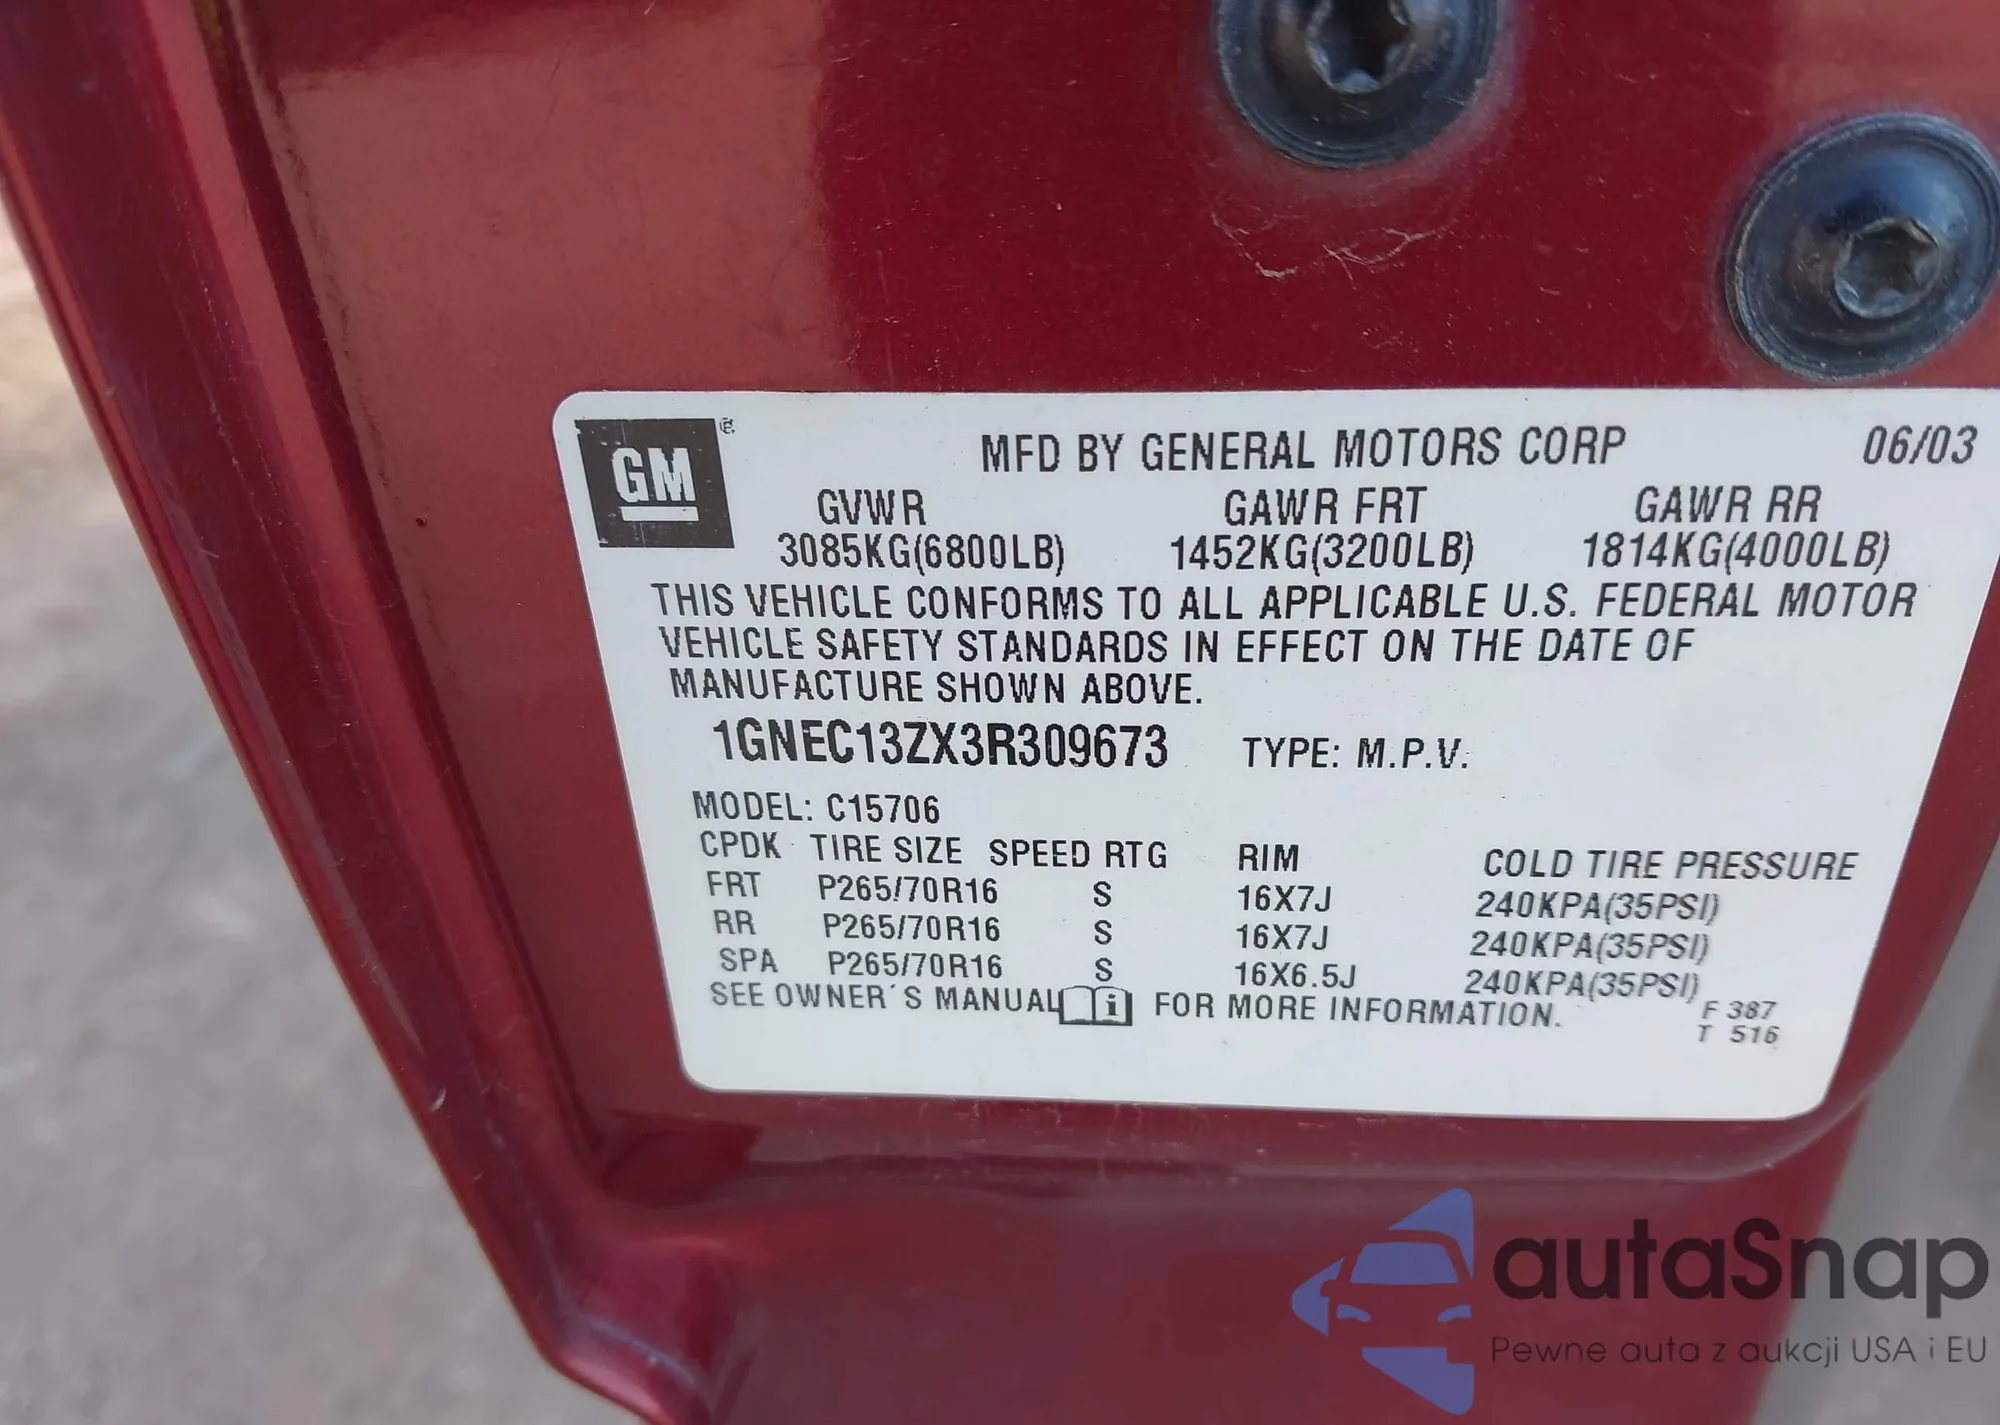 GM
MFD BY GENERAL MOTORS CORP 06/03
GVWR GAWR FRT GAWR RR
3085KG(6800LB) 1452KG(3200LB) 1814KG(4000LB)
THIS VEHICLE CONFORMS TO ALL APPLICABLE U.S. FEDERAL MOTOR
VEHICLE SAFETY STANDARDS IN EFFECT ON THE DATE OF
MANUFACTURE SHOWN ABOVE.
1GNEC13ZX3R309673 TYPE: M.P.V.
MODEL: C15706
CPDK TIRE SIZE SPEED RTG RIM COLD TIRE PRESSURE
FRT P265/70R16 S 16X7J 240KPA(35PSI)
RR P265/70R16 S 16X7J 240KPA(35PSI)
SPA P265/70R16 S 16X6.5J 240KPA(35PSI)
SEE OWNER'S MANUAL i FOR MORE INFORMATION. F 387
T 516
autaSnap
Pewne auta z aukcji USA i EU